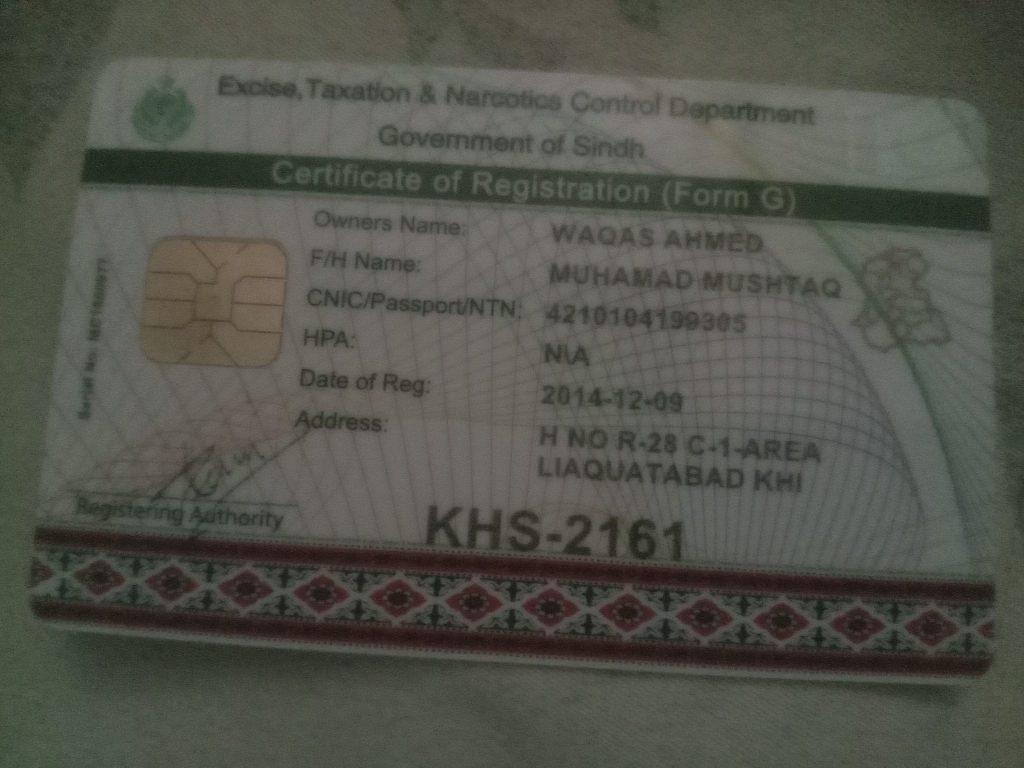 Excise, Taxation & Narcotics Control Department
Government of Sindh
Certificate of Registration (Form G)
Owners Name: WAQAS AHMED
F/H Name: MUHAMAD MUSHTAQ
CNIC/Passport/NTN: 4210104199305
HPA: N\A
Date of Reg: 2014-12-09
Address: H NO R-28 C-1-AREA
LIAQUATABAD KHI
Registering Authority
KHS-2161
Serial No: